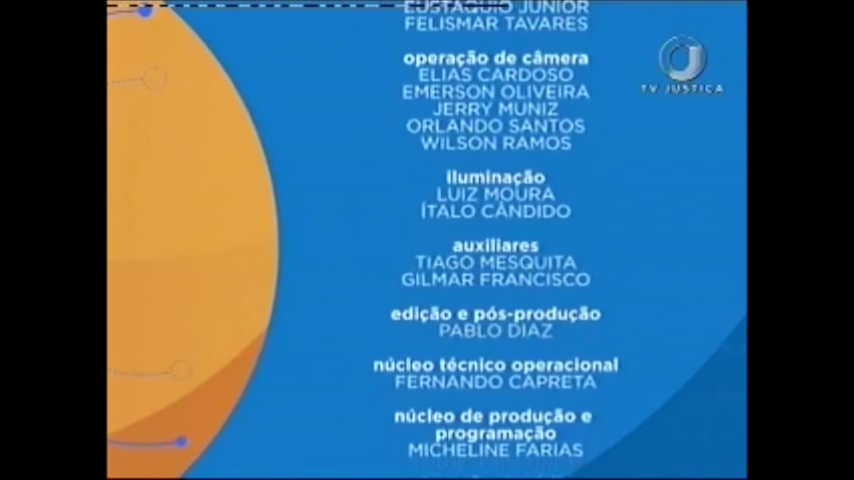 EUSTÁQUIO JUNIOR
FELISMAR TAVARES
operação de câmera
ELIAS CARDOSO
EMERSON OLIVEIRA
JERRY MUNIZ
ORLANDO SANTOS
WILSON RAMOS
iluminação
LUIZ MOURA
ÍTALO CÂNDIDO
auxiliares
TIAGO MESQUITA
GILMAR FRANCISCO
edição e pós-produção
PABLO DIAZ
núcleo técnico operacional
FERNANDO CAPRETA
núcleo de produção e
programação
MICHELINE FARIAS
J
TV JUSTIÇA